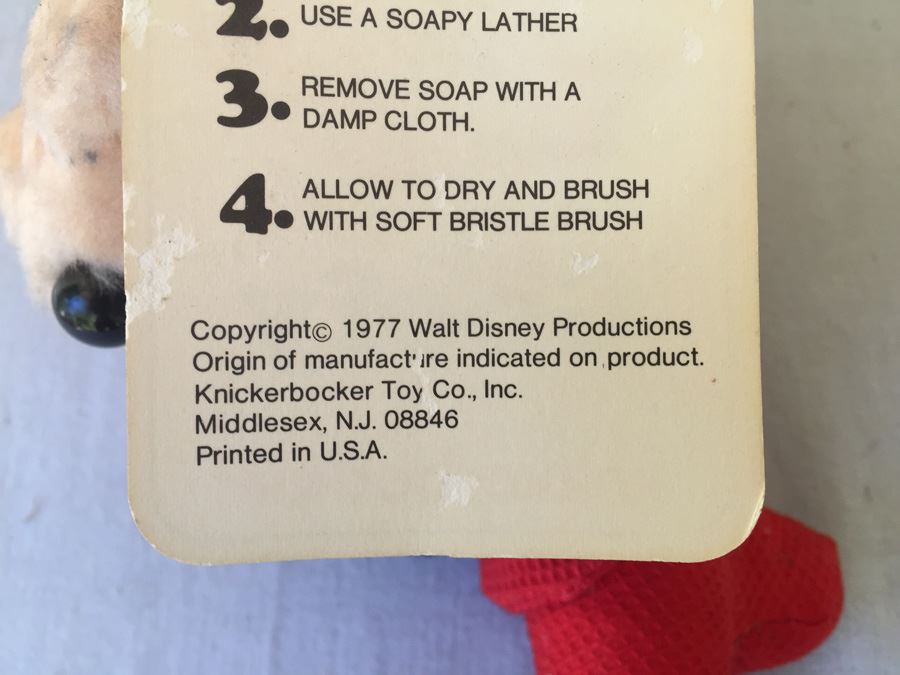 2. USE A SOAPY LATHER
3. REMOVE SOAP WITH A
DAMP CLOTH.
4. ALLOW TO DRY AND BRUSH
WITH SOFT BRISTLE BRUSH
Copyright© 1977 Walt Disney Productions
Origin of manufacture indicated on product.
Knickerbocker Toy Co., Inc.
Middlesex, N.J. 08846
Printed in U.S.A.